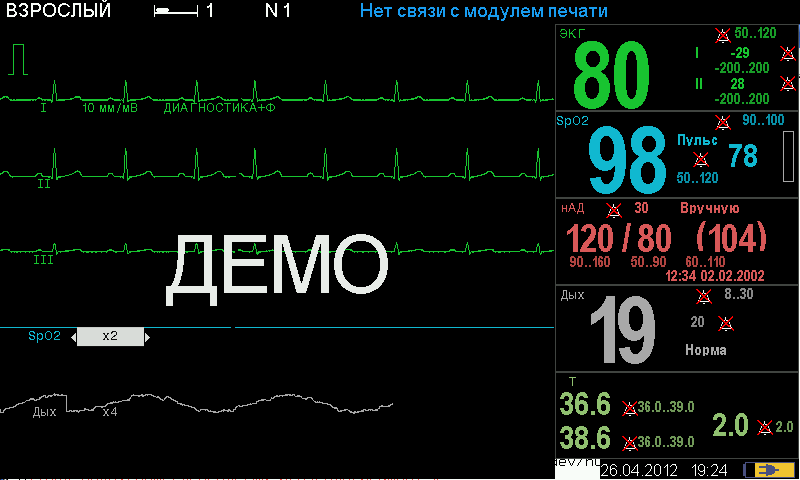 ВЗРОСЛЫЙ 1 N 1 Нет связи с модулем печати
I 10 мм/мВ ДИАГНОСТИКА+Ф
II
III
ДЕМО
SpO2 x2
Дых x4
ЭКГ 50..120
80 I -29
-200..200
II 28
-200..200
SpO2 90..100
98 Пульс 78
50..120
нАД 30 Вручную
120 / 80 (104)
90..160 50..90 60..110
12:34 02.02.2002
Дых 8..30
19 20
Норма
T
36.6 36.0..39.0 2.0 2.0
38.6 36.0..39.0
26.04.2012 19:24